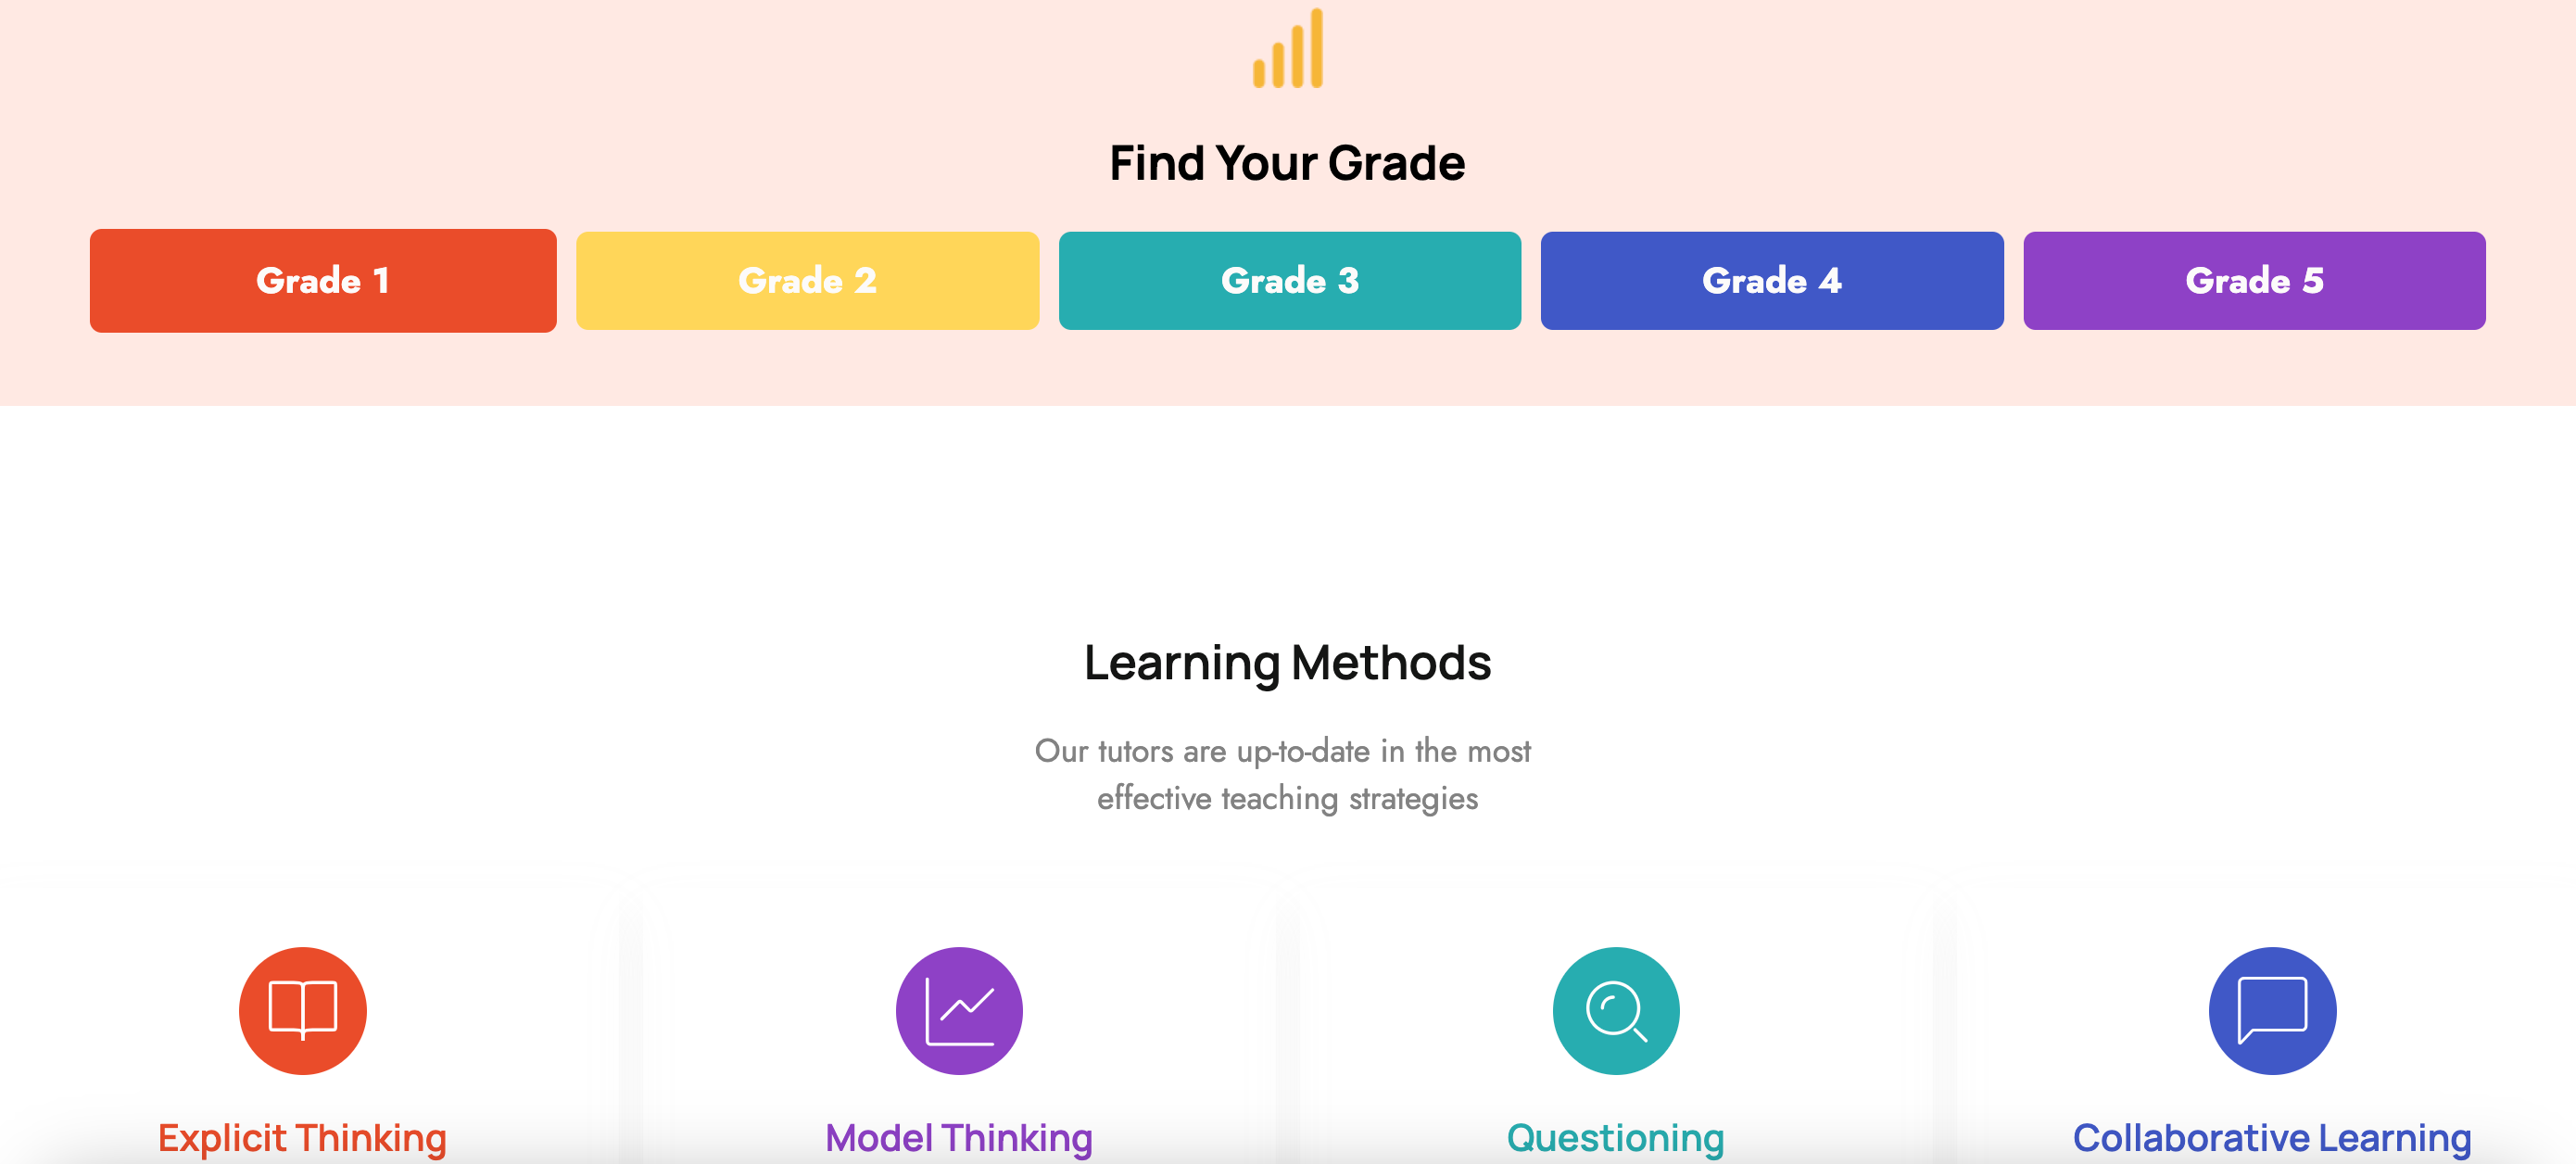 Find Your Grade
Grade 1
Grade 2
Grade 3
Grade 4
Grade 5
Learning Methods
Our tutors are up-to-date in the most
effective teaching strategies
Explicit Thinking
Model Thinking
Questioning
Collaborative Learning